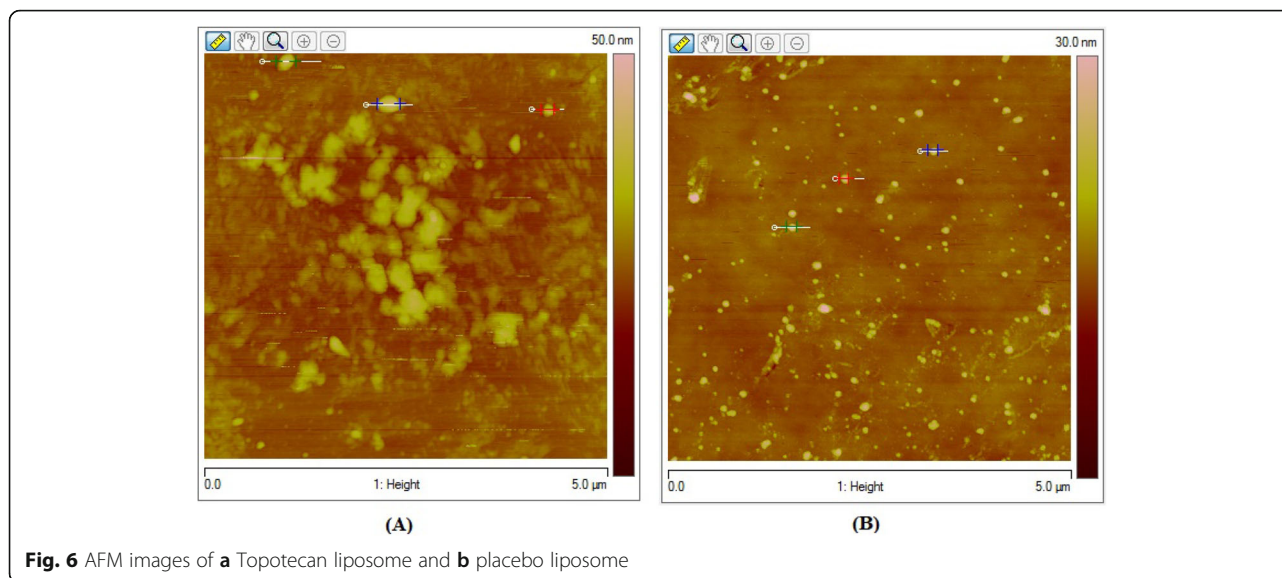 50.0 nm
0.0 1: Height 5.0 µm
(A)
30.0 nm
0.0 1: Height 5.0 µm
(B)
Fig. 6 AFM images of a Topotecan liposome and b placebo liposome